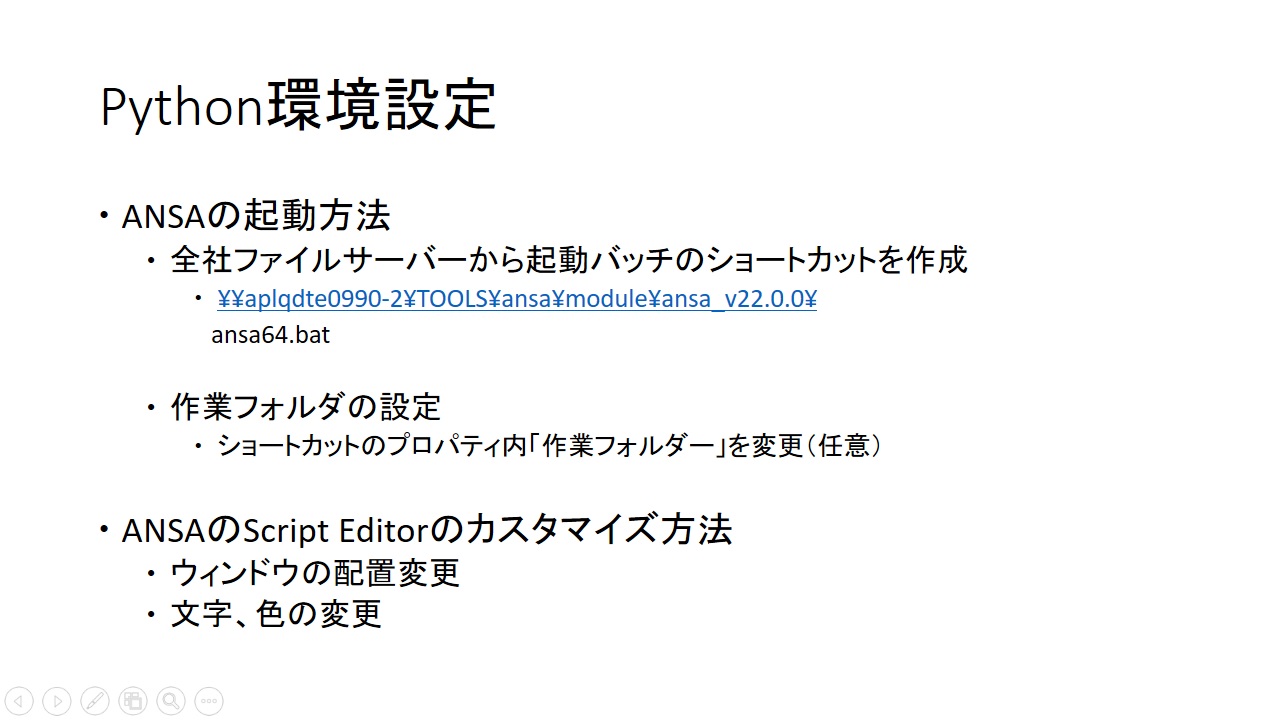 Python環境設定
・ANSAの起動方法
・全社ファイルサーバーから起動バッチのショートカットを作成
・¥¥aplqdte0990-2¥TOOLS¥ansa¥module¥ansa_v22.0.0¥
ansa64.bat
・作業フォルダの設定
・ショートカットのプロパティ内「作業フォルダー」を変更（任意）
・ANSAのScript Editorのカスタマイズ方法
・ウィンドウの配置変更
・文字、色の変更